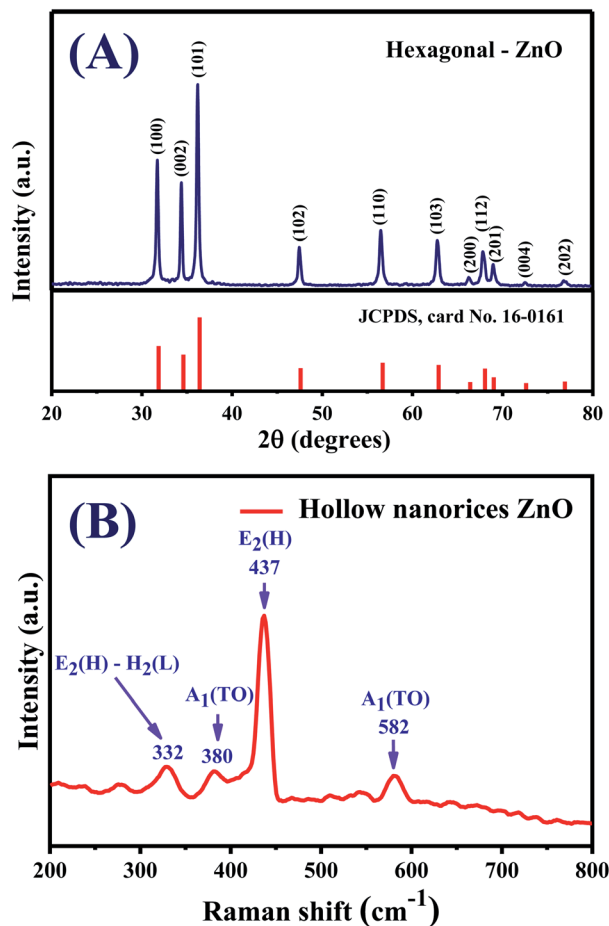 (A)
Hexagonal - ZnO
Intensity (a.u.)
(100)
(002)
(101)
(102)
(110)
(103)
(200)
(112)
(201)
(004)
(202)
JCPDS, card No. 16-0161
20 30 40 50 60 70 80
2θ (degrees)
(B)
Hollow nanorices ZnO
Intensity (a.u.)
E₂(H)
437
E₂(H) - H₂(L)
332
A₁(TO)
380
A₁(TO)
582
200 300 400 500 600 700 800
Raman shift (cm⁻¹)